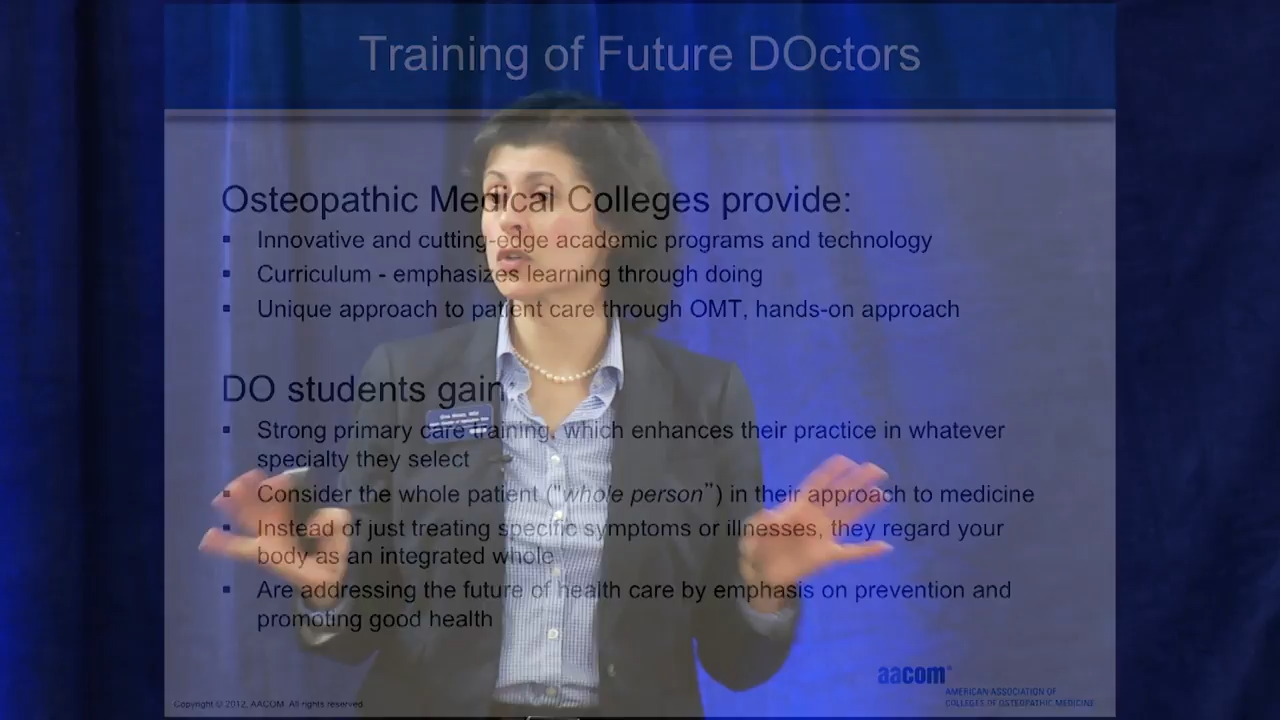 Training of Future DOctors
Osteopathic Medical Colleges provide:
▪ Innovative and cutting-edge academic programs and technology
▪ Curriculum - emphasizes learning through doing
▪ Unique approach to patient care through OMT, hands-on approach
DO students gain:
▪ Strong primary care training, which enhances their practice in whatever
specialty they select
▪ Consider the whole patient ("whole person") in their approach to medicine
▪ Instead of just treating specific symptoms or illnesses, they regard your
body as an integrated whole
▪ Are addressing the future of health care by emphasis on prevention and
promoting good health
aacom®
AMERICAN ASSOCIATION OF
COLLEGES OF OSTEOPATHIC MEDICINE
Copyright © 2012, AACOM. All rights reserved